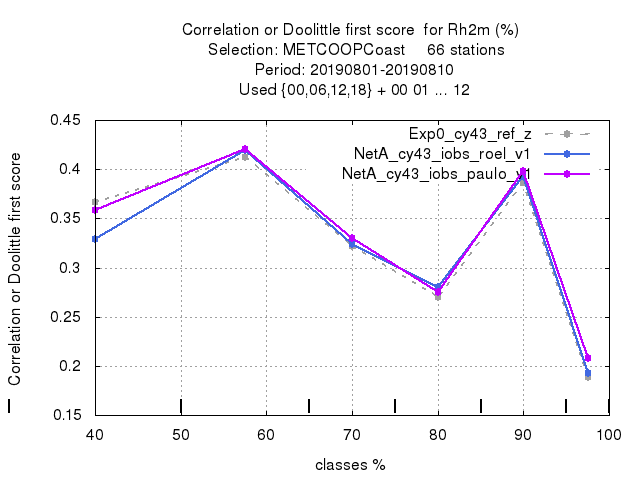 Correlation or Doolittle first score  for Rh2m (%)
Selection: METCOOPCoast     66 stations
Period: 20190801-20190810
Used {00,06,12,18} + 00 01 ... 12
Correlation or Doolittle first score
0.45
0.4
0.35
0.3
0.25
0.2
0.15
Exp0_cy43_ref_z
NetA_cy43_iobs_roel_v1
NetA_cy43_iobs_paulo_v1
40 50 60 70 80 90 100
classes %